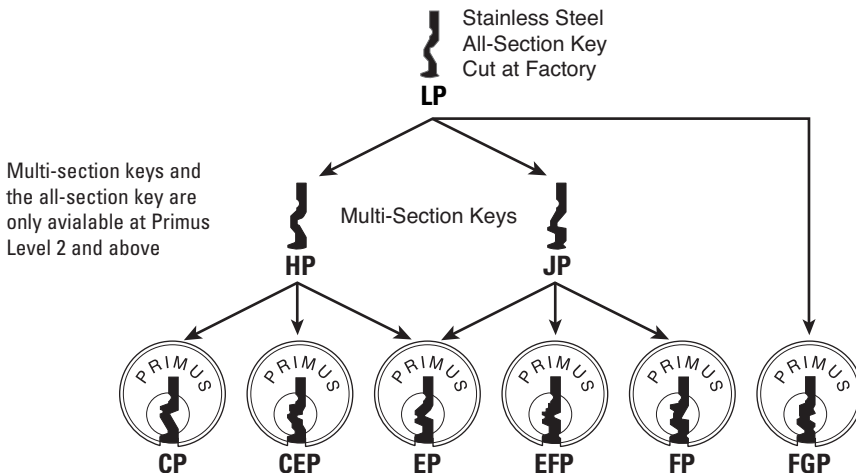 Stainless Steel
All-Section Key
Cut at Factory
LP
Multi-section keys and
the all-section key are
only avialable at Primus
Level 2 and above
Multi-Section Keys
HP
JP
PRIMUS
PRIMUS
PRIMUS
PRIMUS
PRIMUS
PRIMUS
CP
CEP
EP
EFP
FP
FGP